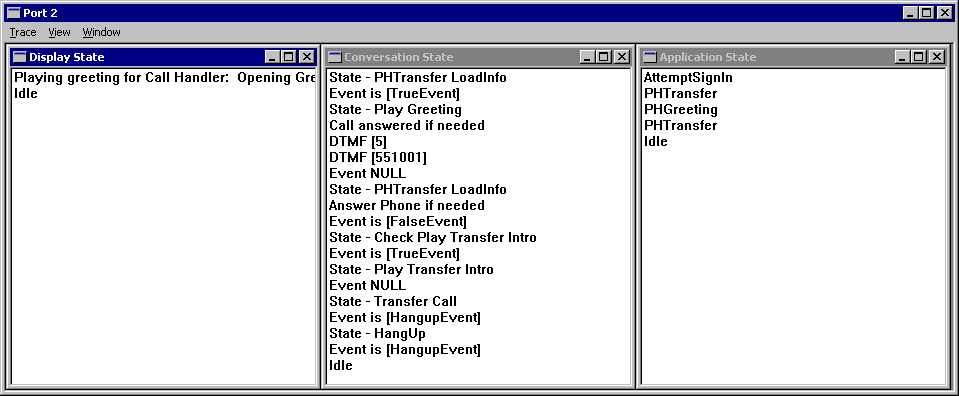 Port 2
Trace View Window
Display State
Playing greeting for Call Handler: Opening Gre
Idle
Conversation State
State - PHTransfer LoadInfo
Event is [TrueEvent]
State - Play Greeting
Call answered if needed
DTMF [5]
DTMF [551001]
Event NULL
State - PHTransfer LoadInfo
Answer Phone if needed
Event is [FalseEvent]
State - Check Play Transfer Intro
Event is [TrueEvent]
State - Play Transfer Intro
Event NULL
State - Transfer Call
Event is [HangupEvent]
State - HangUp
Event is [HangupEvent]
Idle
Application State
AttemptSignIn
PHTransfer
PHGreeting
PHTransfer
Idle